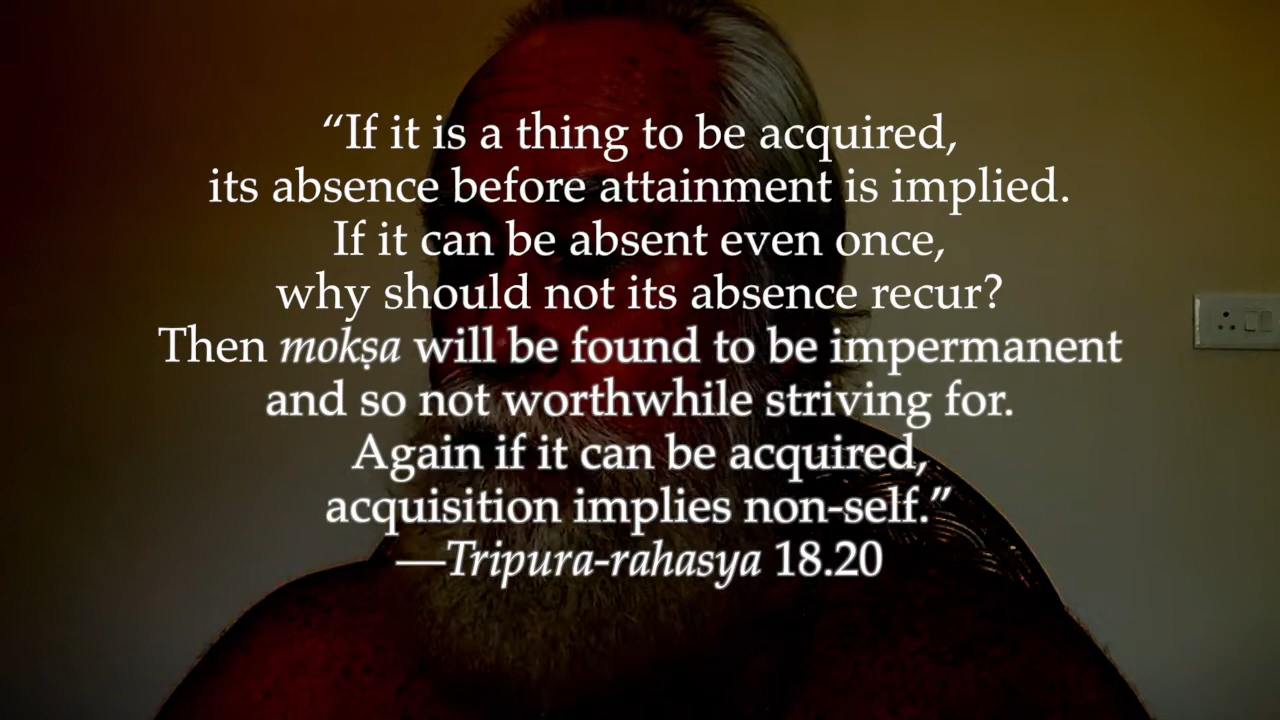 “If it is a thing to be acquired,
its absence before attainment is implied.
If it can be absent even once,
why should not its absence recur?
Then mokṣa will be found to be impermanent
and so not worthwhile striving for.
Again if it can be acquired,
acquisition implies non-self.”
—Tripura-rahasya 18.20